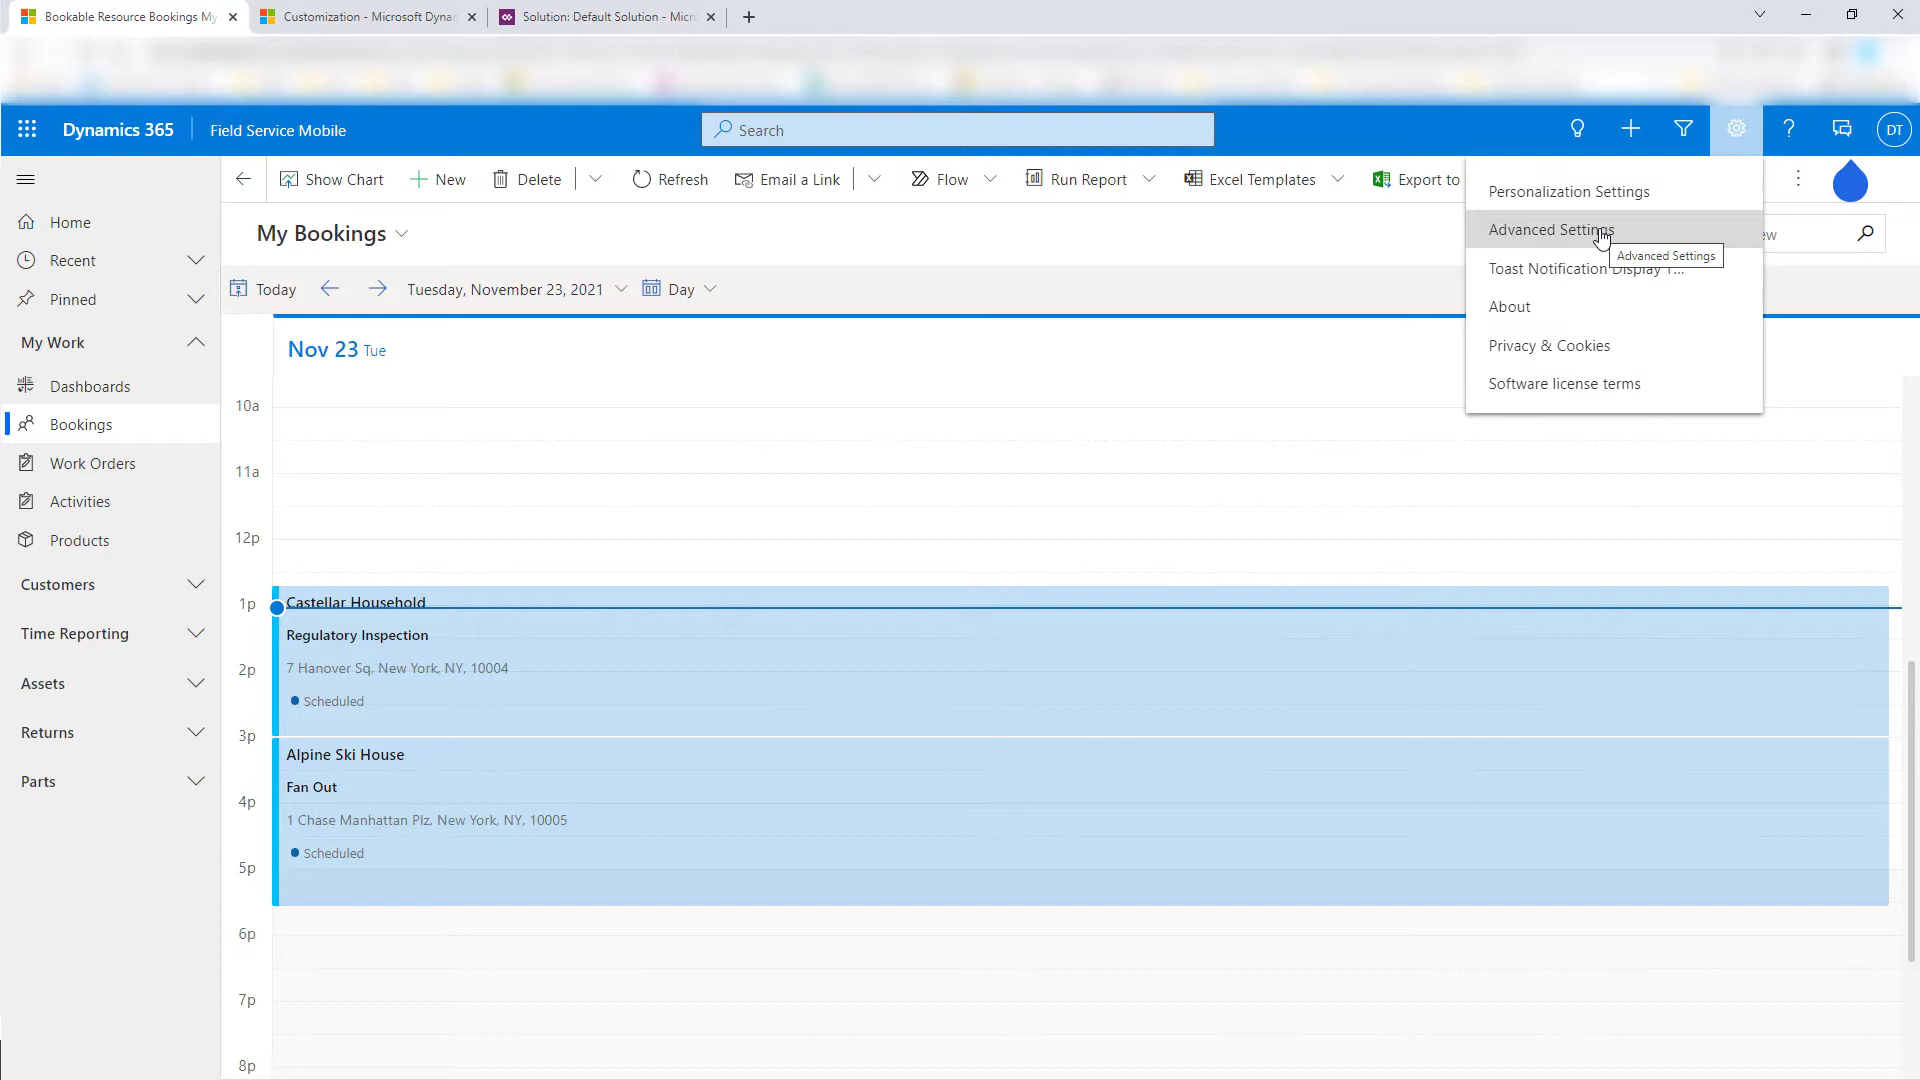 Bookable Resource Bookings My
Customization - Microsoft Dynan
Solution: Default Solution - Micr
Dynamics 365
Field Service Mobile
Search
DT
Show Chart
New
Delete
Refresh
Email a Link
Flow
Run Report
Excel Templates
Export to
Personalization Settings
Advanced Settings
Advanced Settings
Toast Notification Display T...
About
Privacy & Cookies
Software license terms
My Bookings
Today
Tuesday, November 23, 2021
Day
Nov 23 Tue
Home
Recent
Pinned
My Work
Dashboards
Bookings
Work Orders
Activities
Products
Customers
Time Reporting
Assets
Returns
Parts
10a
11a
12p
1p
Castellar Household
Regulatory Inspection
2p
7 Hanover Sq, New York, NY, 10004
Scheduled
3p
Alpine Ski House
Fan Out
4p
1 Chase Manhattan Plz, New York, NY, 10005
Scheduled
5p
6p
7p
8p